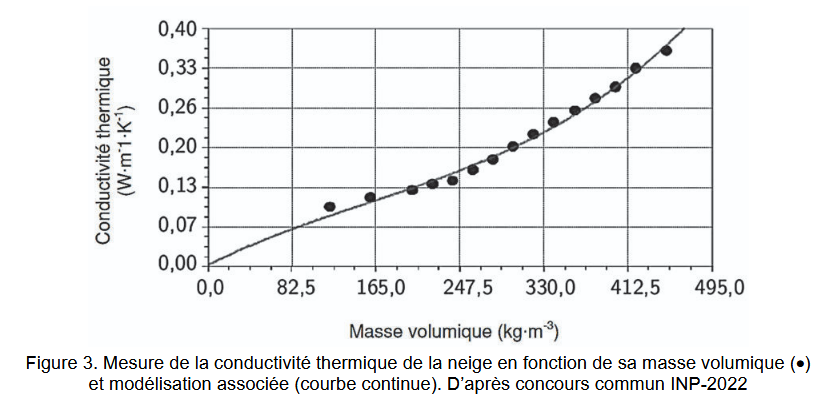 Conductivité thermique
(W·m⁻1·K⁻¹)
0,40
0,33
0,26
0,20
0,13
0,07
0,00
0,0 82,5 165,0 247,5 330,0 412,5 495,0
Masse volumique (kg·m⁻³)
Figure 3. Mesure de la conductivité thermique de la neige en fonction de sa masse volumique (•)
et modélisation associée (courbe continue). D’après concours commun INP-2022